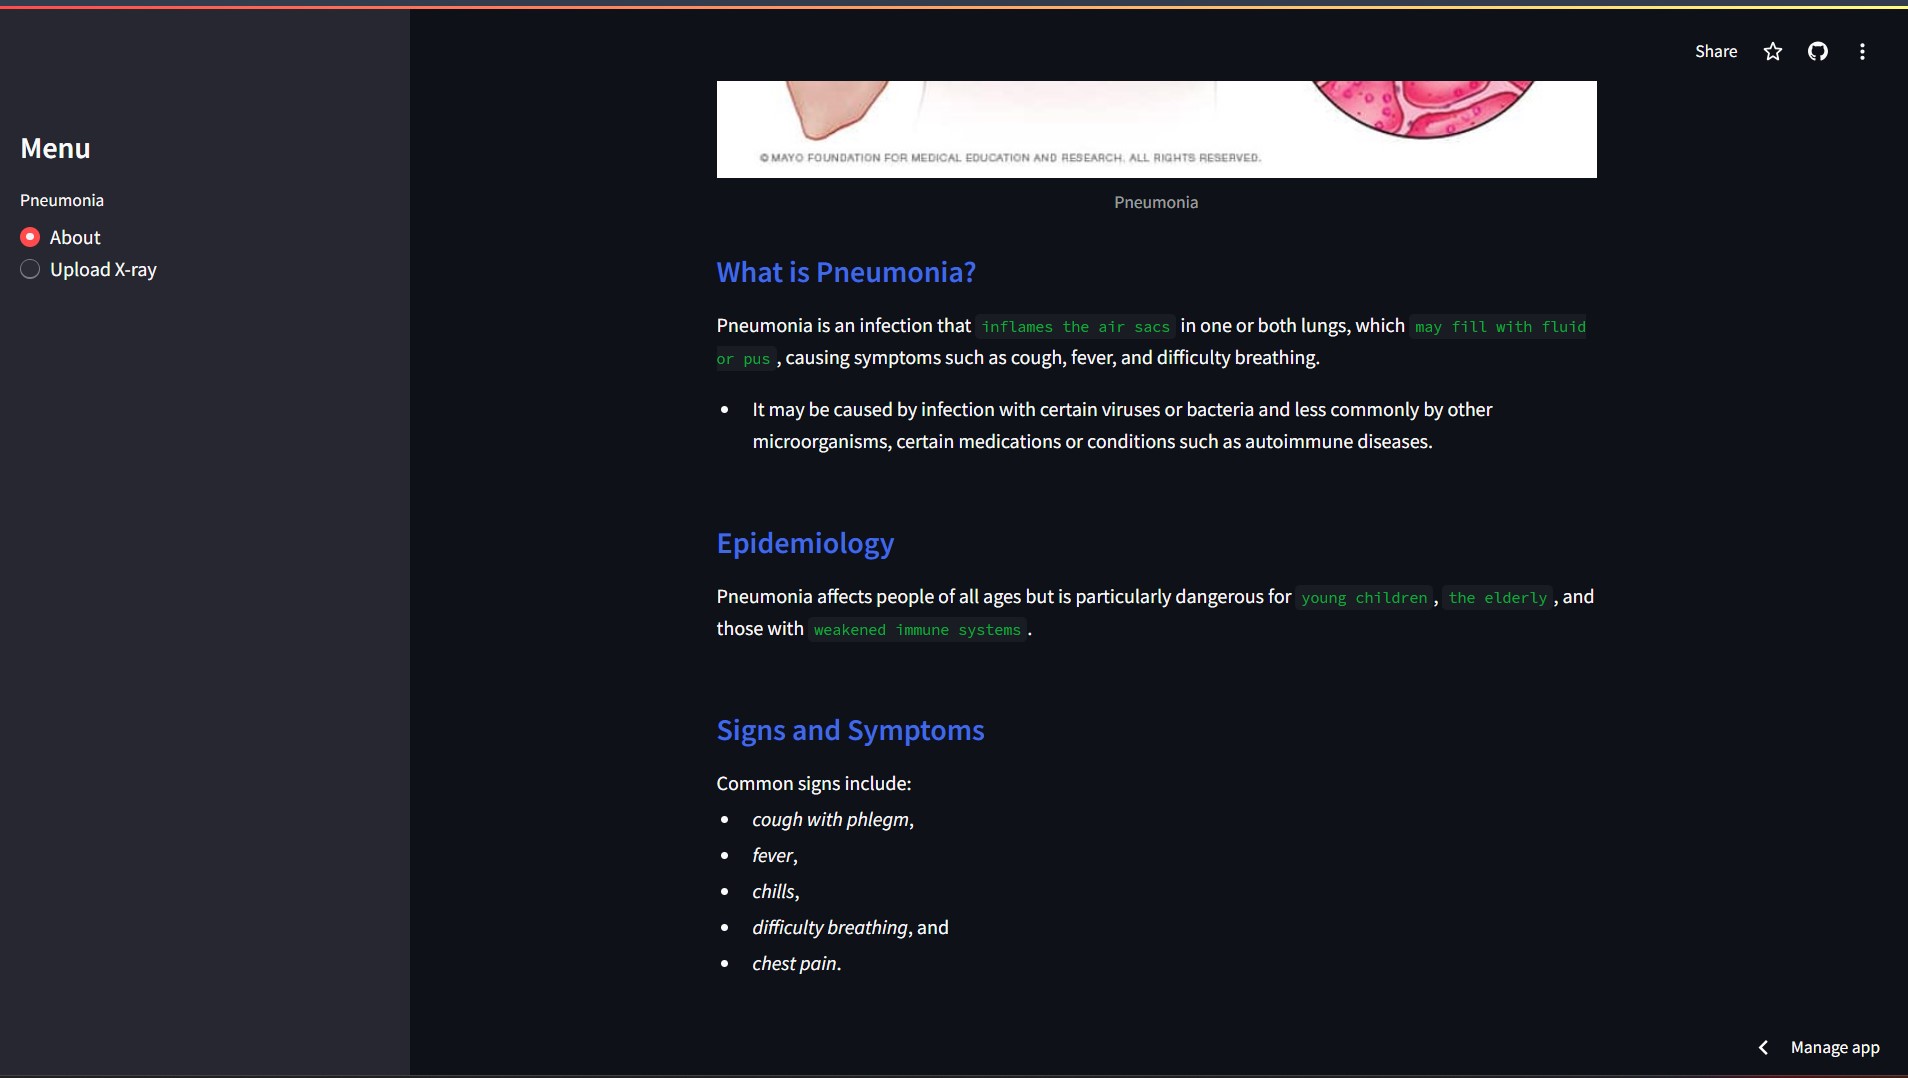 Share
Menu
Pneumonia
About
Upload X-ray
© MAYO FOUNDATION FOR MEDICAL EDUCATION AND RESEARCH. ALL RIGHTS RESERVED.
Pneumonia
What is Pneumonia?
Pneumonia is an infection that inflames the air sacs in one or both lungs, which may fill with fluid
or pus, causing symptoms such as cough, fever, and difficulty breathing.
• It may be caused by infection with certain viruses or bacteria and less commonly by other
microorganisms, certain medications or conditions such as autoimmune diseases.
Epidemiology
Pneumonia affects people of all ages but is particularly dangerous for young children, the elderly, and
those with weakened immune systems.
Signs and Symptoms
Common signs include:
• cough with phlegm,
• fever,
• chills,
• difficulty breathing, and
• chest pain.
Manage app